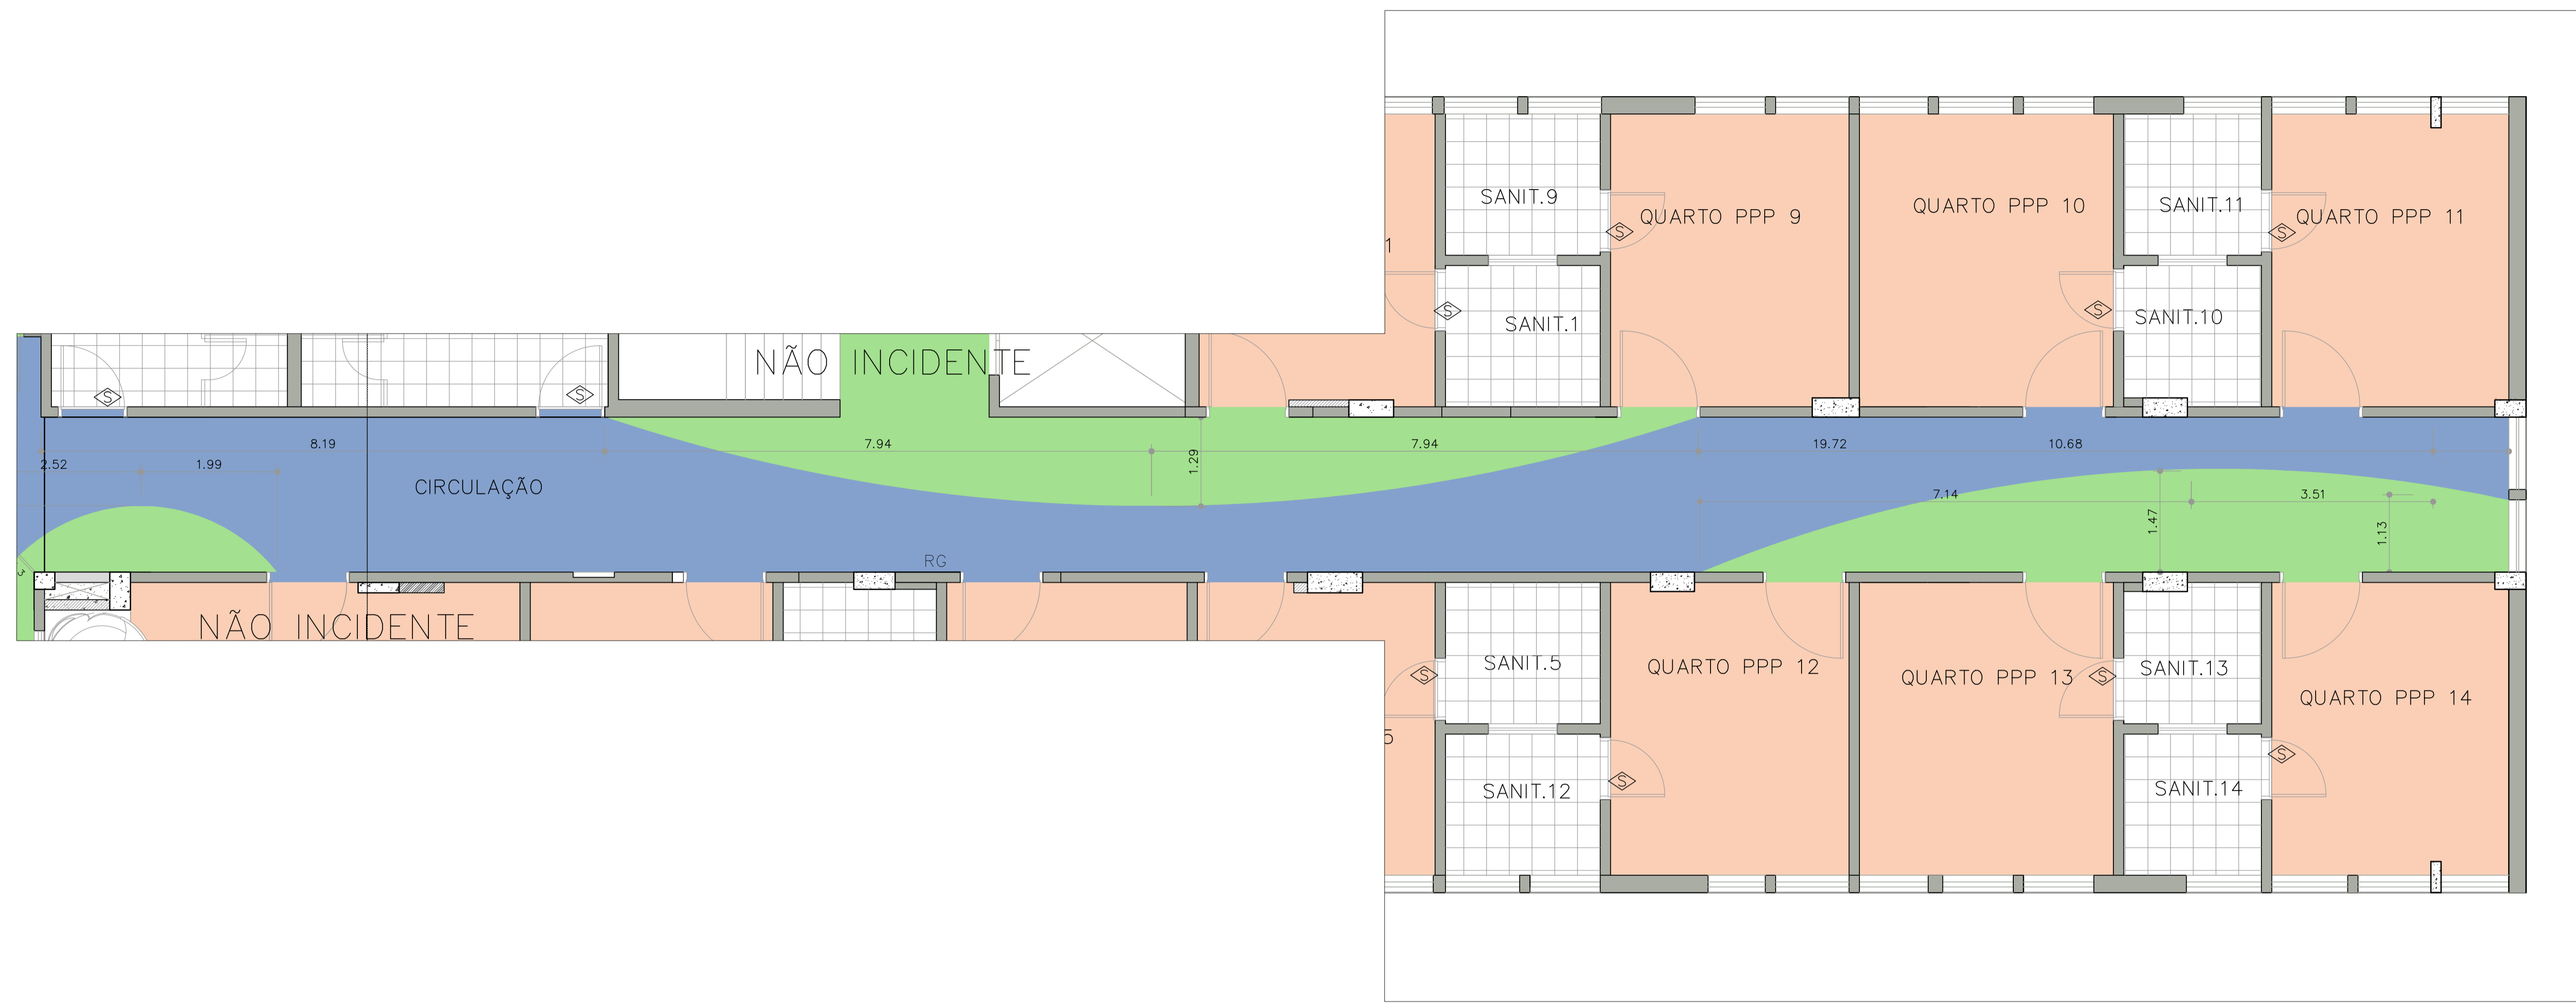 SANIT.9
QUARTO PPP 9
QUARTO PPP 10
SANIT.11
QUARTO PPP 11
S
S
1
S
S
SANIT.1
SANIT.10
NÃO INCIDENTE
S
S
8.19
7.94
7.94
19.72
10.68
2.52
1.99
1.29
CIRCULAÇÃO
7.14
3.51
1.47
1.13
RG
3
NÃO INCIDENTE
SANIT.5
QUARTO PPP 12
SANIT.13
QUARTO PPP 13
S
S
QUARTO PPP 14
5
S
S
SANIT.12
SANIT.14